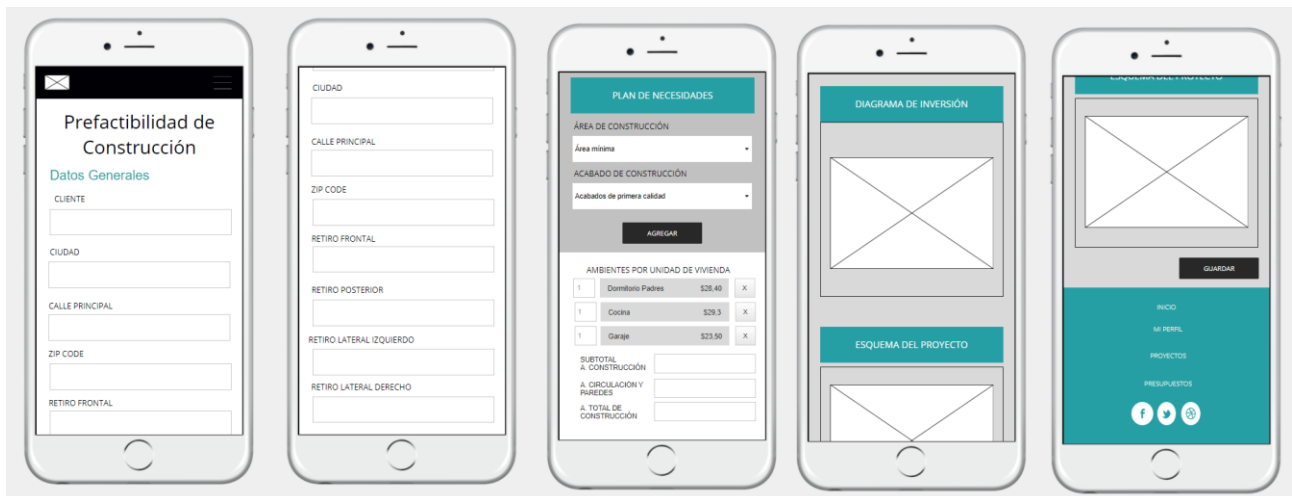 Prefactibilidad de
Construcción
Datos Generales
CLIENTE
CIUDAD
CALLE PRINCIPAL
ZIP CODE
RETIRO FRONTAL
CIUDAD
CALLE PRINCIPAL
ZIP CODE
RETIRO FRONTAL
RETIRO POSTERIOR
RETIRO LATERAL IZQUIERDO
RETIRO LATERAL DERECHO
PLAN DE NECESIDADES
ÁREA DE CONSTRUCCIÓN
Área mínima
ACABADO DE CONSTRUCCIÓN
Acabados de primera calidad
AGREGAR
AMBIENTES POR UNIDAD DE VIVIENDA
1 Dormitorio Padres $28,40 X
1 Cocina $29,3 X
1 Garaje $23,50 X
SUBTOTAL
A. CONSTRUCCIÓN
A. CIRCULACIÓN Y
PAREDES
A. TOTAL DE
CONSTRUCCIÓN
DIAGRAMA DE INVERSIÓN
ESQUEMA DEL PROYECTO
ESQUEMA DEL PROYECTO
GUARDAR
INICIO
MI PERFIL
PROYECTOS
PRESUPUESTOS